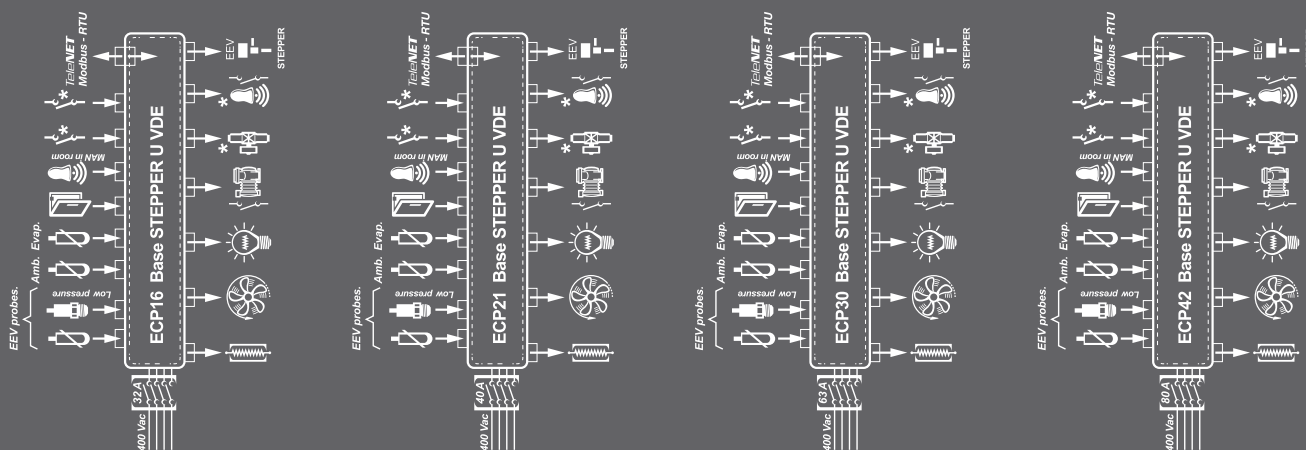 TeleNET
Modbus - RTU
MAN in room
Amb. Evap.
EEV probes.
Low pressure
ECP16 Base STEPPER U VDE
EEV
STEPPER
32 A
400 Vac
TeleNET
Modbus - RTU
MAN in room
Amb. Evap.
EEV probes.
Low pressure
ECP21 Base STEPPER U VDE
EEV
STEPPER
40 A
400 Vac
TeleNET
Modbus - RTU
MAN in room
Amb. Evap.
EEV probes.
Low pressure
ECP30 Base STEPPER U VDE
EEV
STEPPER
63 A
400 Vac
TeleNET
Modbus - RTU
MAN in room
Amb. Evap.
EEV probes.
Low pressure
ECP42 Base STEPPER U VDE
EEV
80 A
400 Vac